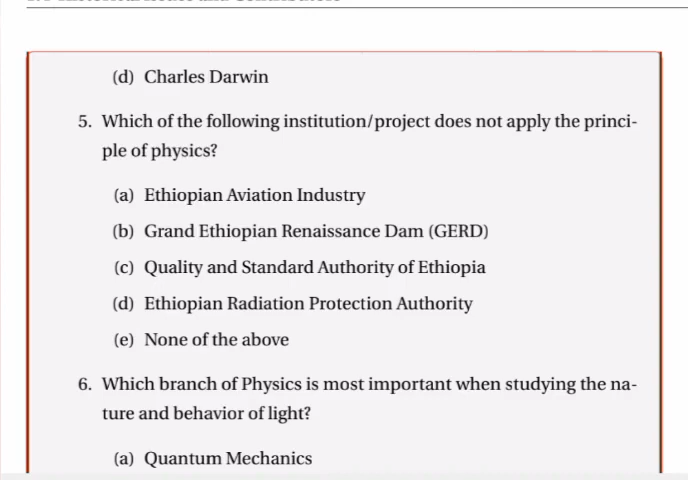 (d) Charles Darwin
5. Which of the following institution/project does not apply the princi-
ple of physics?
(a) Ethiopian Aviation Industry
(b) Grand Ethiopian Renaissance Dam (GERD)
(c) Quality and Standard Authority of Ethiopia
(d) Ethiopian Radiation Protection Authority
(e) None of the above
6. Which branch of Physics is most important when studying the na-
ture and behavior of light?
(a) Quantum Mechanics